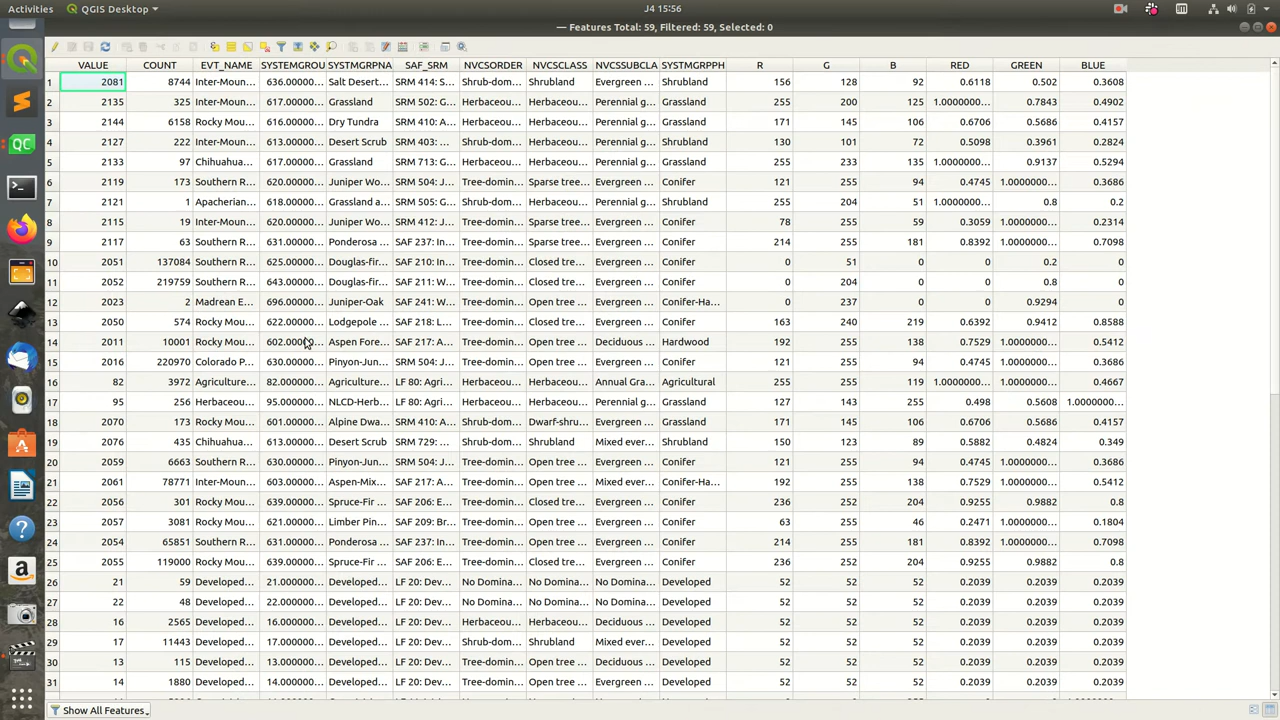 Activities QGIS Desktop J4 15:56
— Features Total: 59, Filtered: 59, Selected: 0
VALUE COUNT EVT_NAME SYSTEMGROU SYSTMGRPNA SAF_SRM NVCSORDER NVCSCLASS NVCSSUBCLA SYSTMGRPPH R G B RED GREEN BLUE
1 2081 8744 Inter-Moun... 636.00000... Salt Desert... SRM 414: S... Shrub-dom... Shrubland Evergreen ... Shrubland 156 128 92 0.6118 0.502 0.3608
2 2135 325 Inter-Moun... 617.00000... Grassland SRM 502: G... Herbaceou... Herbaceou... Perennial g... Grassland 255 200 125 1.0000000... 0.7843 0.4902
3 2144 6158 Rocky Mou... 616.00000... Dry Tundra SRM 410: A... Herbaceou... Herbaceou... Perennial g... Grassland 171 145 106 0.6706 0.5686 0.4157
4 2127 222 Inter-Moun... 613.00000... Desert Scrub SRM 403: ... Shrub-dom... Herbaceou... Perennial g... Shrubland 130 101 72 0.5098 0.3961 0.2824
5 2133 97 Chihuahua... 617.00000... Grassland SRM 713: G... Herbaceou... Herbaceou... Perennial g... Grassland 255 233 135 1.0000000... 0.9137 0.5294
6 2119 173 Southern R... 620.00000... Juniper Wo... SRM 504: J... Tree-domin... Sparse tree... Evergreen ... Conifer 121 255 94 0.4745 1.0000000... 0.3686
7 2121 1 Apacherian... 618.00000... Grassland a... SRM 505: G... Shrub-dom... Herbaceou... Perennial g... Shrubland 255 204 51 1.0000000... 0.8 0.2
8 2115 19 Inter-Moun... 620.00000... Juniper Wo... SRM 412: J... Tree-domin... Sparse tree... Evergreen ... Conifer 78 255 59 0.3059 1.0000000... 0.2314
9 2117 63 Southern R... 631.00000... Ponderosa ... SAF 237: In... Tree-domin... Sparse tree... Evergreen ... Conifer 214 255 181 0.8392 1.0000000... 0.7098
10 2051 137084 Southern R... 625.00000... Douglas-fir... SAF 210: In... Tree-domin... Closed tree... Evergreen ... Conifer 0 51 0 0 0.2 0
11 2052 219759 Southern R... 643.00000... Douglas-fir... SAF 211: W... Tree-domin... Closed tree... Evergreen ... Conifer 0 204 0 0 0.8 0
12 2023 2 Madrean E... 696.00000... Juniper-Oak SAF 241: W... Tree-domin... Open tree ... Evergreen ... Conifer-Ha... 0 237 0 0 0.9294 0
13 2050 574 Rocky Mou... 622.00000... Lodgepole ... SAF 218: L... Tree-domin... Closed tre... Evergreen ... Conifer 163 240 219 0.6392 0.9412 0.8588
14 2011 10001 Rocky Mou... 602.00000... Aspen Fore... SAF 217: A... Tree-domin... Open tree ... Deciduous ... Hardwood 192 255 138 0.7529 1.0000000... 0.5412
15 2016 220970 Colorado P... 630.00000... Pinyon-Jun... SRM 504: J... Tree-domin... Open tree ... Evergreen ... Conifer 121 255 94 0.4745 1.0000000... 0.3686
16 82 3972 Agriculture... 82.000000... Agriculture... LF 80: Agri... Herbaceou... Herbaceou... Annual Gra... Agricultural 255 255 119 1.0000000... 1.0000000... 0.4667
17 95 256 Herbaceou... 95.000000... NLCD-Herb... LF 80: Agri... Herbaceou... Herbaceou... Perennial g... Grassland 127 143 255 0.498 0.5608 1.0000000...
18 2070 173 Rocky Mou... 601.00000... Alpine Dwa... SRM 410: A... Shrub-dom... Dwarf-shru... Evergreen ... Grassland 171 145 106 0.6706 0.5686 0.4157
19 2076 435 Chihuahua... 613.00000... Desert Scrub SRM 729: ... Shrub-dom... Shrubland Mixed ever... Shrubland 150 123 89 0.5882 0.4824 0.349
20 2059 6663 Southern R... 630.00000... Pinyon-Jun... SRM 504: J... Tree-domin... Open tree ... Evergreen ... Conifer 121 255 94 0.4745 1.0000000... 0.3686
21 2061 78771 Inter-Moun... 603.00000... Aspen-Mix... SAF 217: A... Tree-domin... Open tree ... Mixed ever... Conifer-Ha... 192 255 138 0.7529 1.0000000... 0.5412
22 2056 301 Rocky Mou... 639.00000... Spruce-Fir ... SAF 206: E... Tree-domin... Closed tre... Evergreen ... Conifer 236 252 204 0.9255 0.9882 0.8
23 2057 3081 Rocky Mou... 621.00000... Limber Pin... SAF 209: Br... Tree-domin... Open tree ... Evergreen ... Conifer 63 255 46 0.2471 1.0000000... 0.1804
24 2054 65851 Southern R... 631.00000... Ponderosa ... SAF 237: In... Tree-domin... Open tree ... Evergreen ... Conifer 214 255 181 0.8392 1.0000000... 0.7098
25 2055 119000 Rocky Mou... 639.00000... Spruce-Fir ... SAF 206: E... Tree-domin... Closed tre... Evergreen ... Conifer 236 252 204 0.9255 0.9882 0.8
26 21 59 Developed... 21.000000... Developed... LF 20: Dev... No Domina... No Domina... No Domina... Developed 52 52 52 0.2039 0.2039 0.2039
27 22 48 Developed... 22.000000... Developed... LF 20: Dev... No Domina... No Domina... No Domina... Developed 52 52 52 0.2039 0.2039 0.2039
28 16 2565 Developed... 16.000000... Developed... LF 20: Dev... Herbaceou... Herbaceou... Perennial g... Developed 52 52 52 0.2039 0.2039 0.2039
29 17 11443 Developed... 17.000000... Developed... LF 20: Dev... Shrub-dom... Shrubland Mixed ever... Developed 52 52 52 0.2039 0.2039 0.2039
30 13 115 Developed... 13.000000... Developed... LF 20: Dev... Tree-domin... Open tree ... Deciduous ... Developed 52 52 52 0.2039 0.2039 0.2039
31 14 1880 Developed... 14.000000... Developed... LF 20: Dev... Tree-domin... Open tree ... Evergreen ... Developed 52 52 52 0.2039 0.2039 0.2039
Show All Features